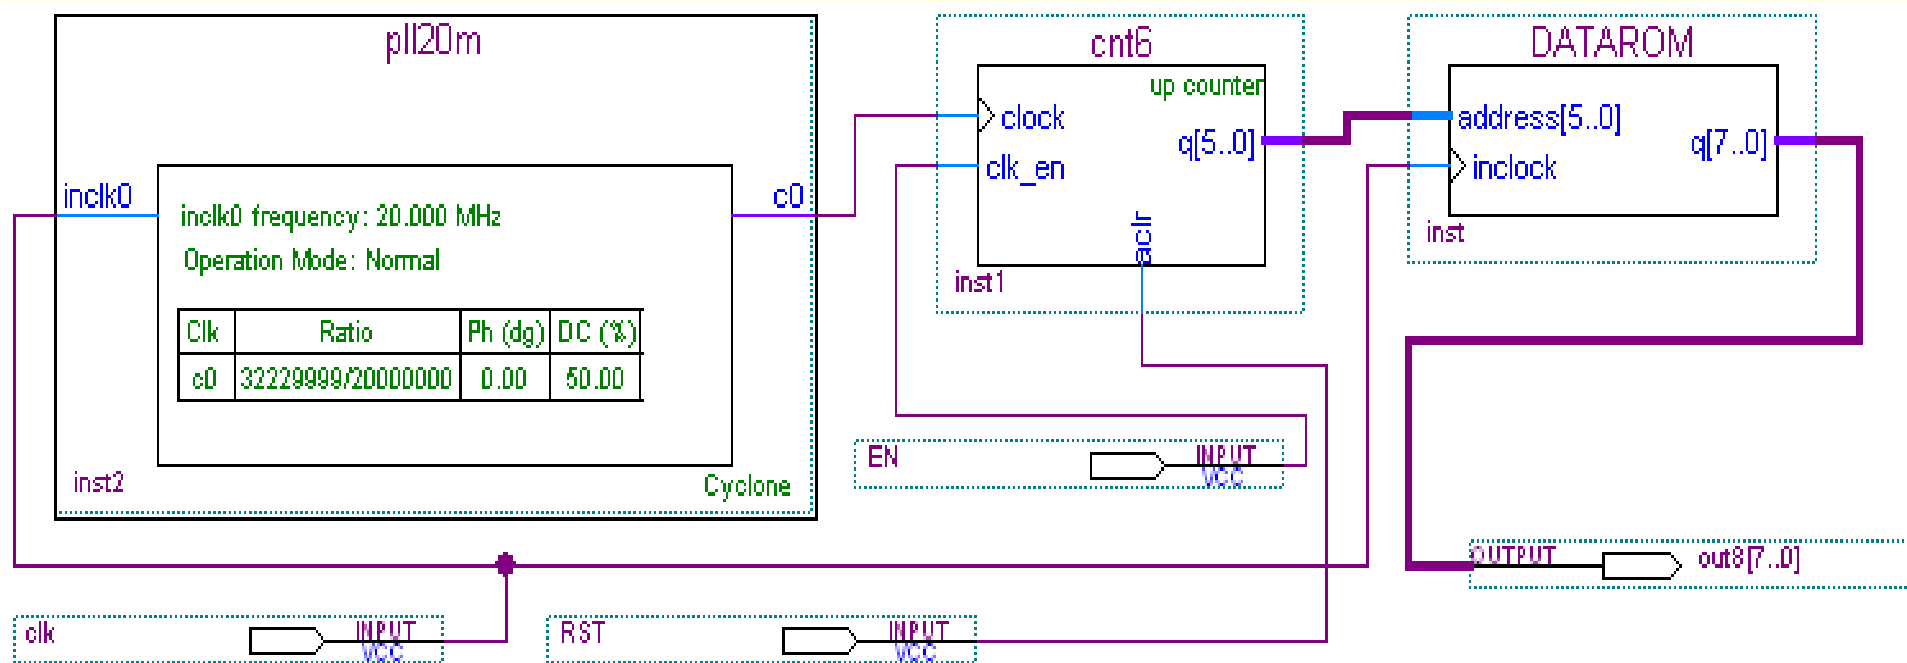 pll20m
inclk0
c0
inclk0 frequency: 20.000 MHz
Operation Mode: Normal
Clk Ratio Ph (dg) DC (%)
c0 32229999/20000000 0.00 50.00
inst2
Cyclone
cnt6
up counter
clock
q[5..0]
clk_en
aclr
inst1
DATAROM
address[5..0]
q[7..0]
inclock
inst
EN
INPUT
VCC
OUTPUT
out8[7..0]
clk
INPUT
VCC
RST
INPUT
VCC